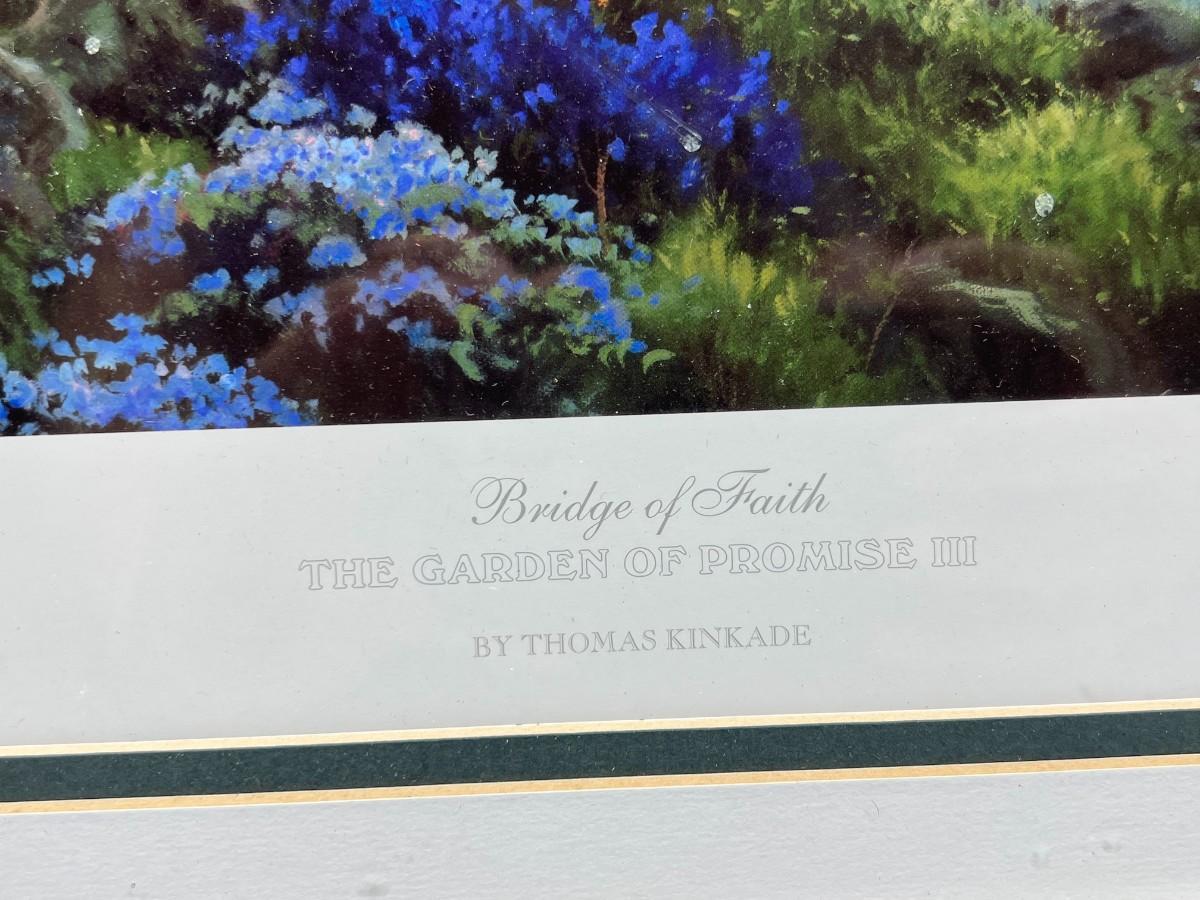 Bridge of Faith
THE GARDEN OF PROMISE III
BY THOMAS KINKADE